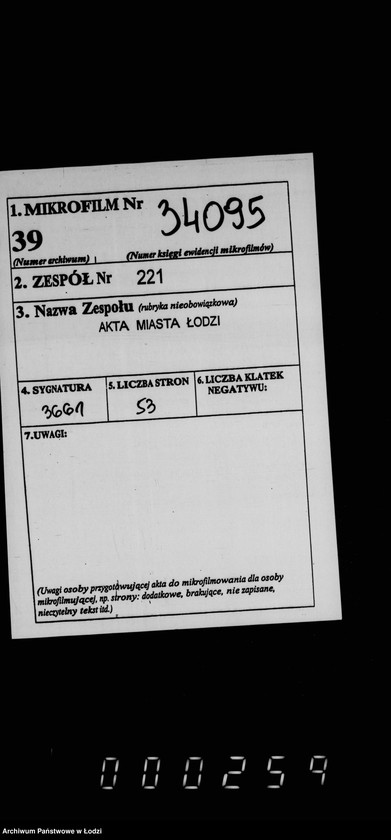 1. MIKROFILM Nr 34095
39
(Numer archiwum) (Numer księgi ewidencji mikrofilmów)
2. ZESPÓŁ Nr 221
3. Nazwa Zespołu (rubryka nieobowiązkowa)
AKTA MIASTA ŁODZI
4. SYGNATURA 5. LICZBA STRON 6. LICZBA KLATEK
NEGATYWU:
3661 53
7. UWAGI:
(Uwagi osoby przygotowującej akta do mikrofilmowania dla osoby
mikrofilmującej, np. strony: dodatkowe, brakujące, nie zapisane,
nieczytelny tekst itd.)
000259
Archiwum Państwowe w Łodzi